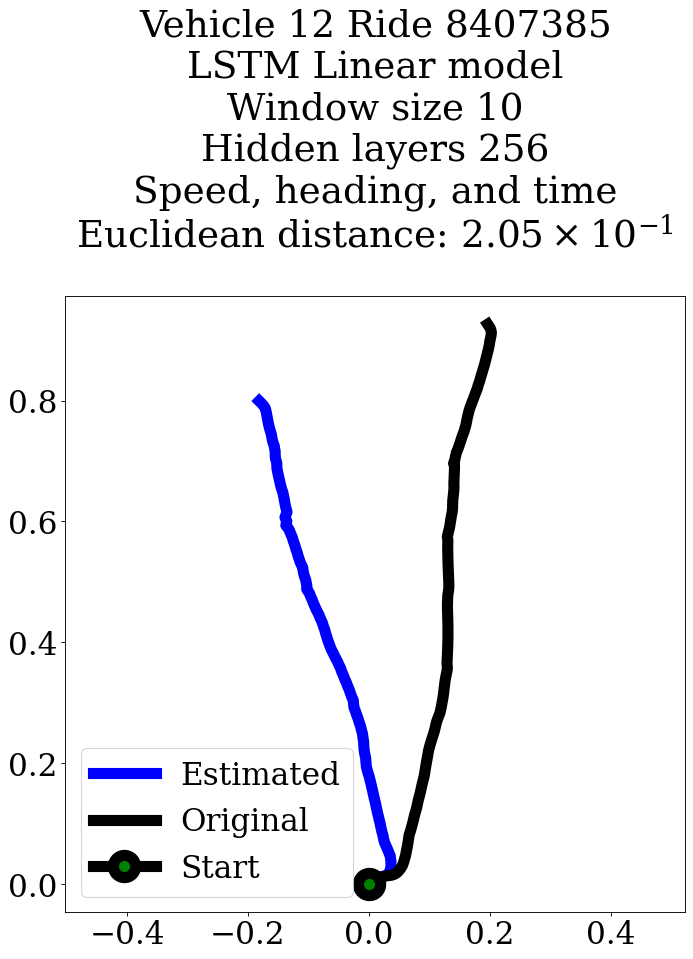 Vehicle 12 Ride 8407385
LSTM Linear model
Window size 10
Hidden layers 256
Speed, heading, and time
Euclidean distance: 2.05 × 10⁻¹
0.8
0.6
0.4
0.2
0.0
Estimated
Original
Start
−0.4 −0.2 0.0 0.2 0.4